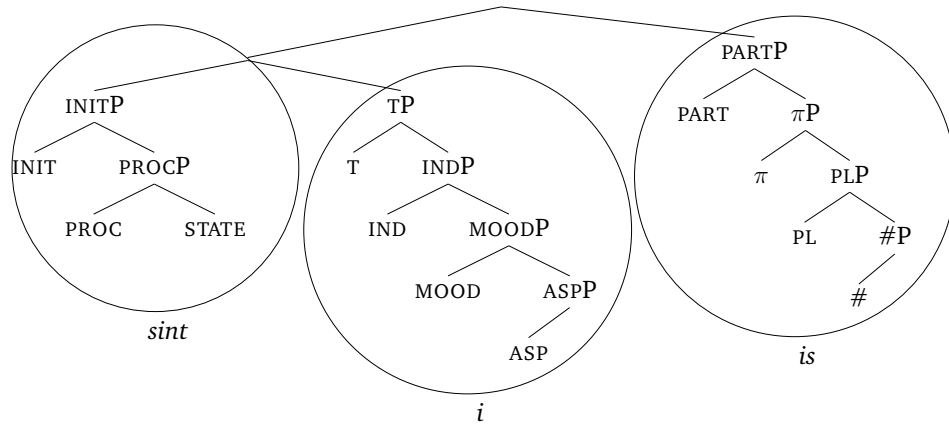 PARTP
PART πP
π PLP
PL #P
#
is
INITP
INIT PROCP
PROC STATE
sint
TP
T INDP
IND MOODP
MOOD ASPP
ASP
i